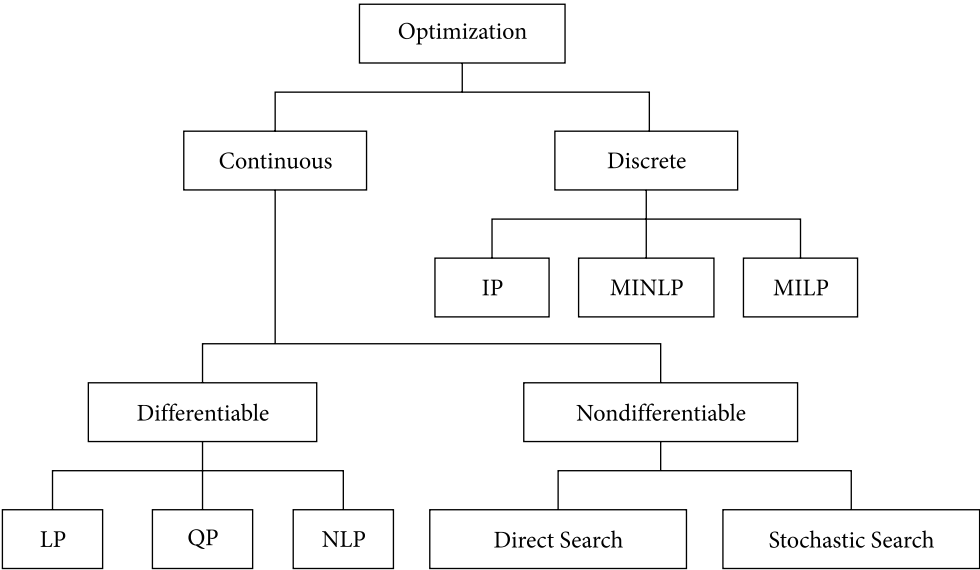 Optimization
Continuous
Discrete
IP
MINLP
MILP
Differentiable
Nondifferentiable
LP
QP
NLP
Direct Search
Stochastic Search